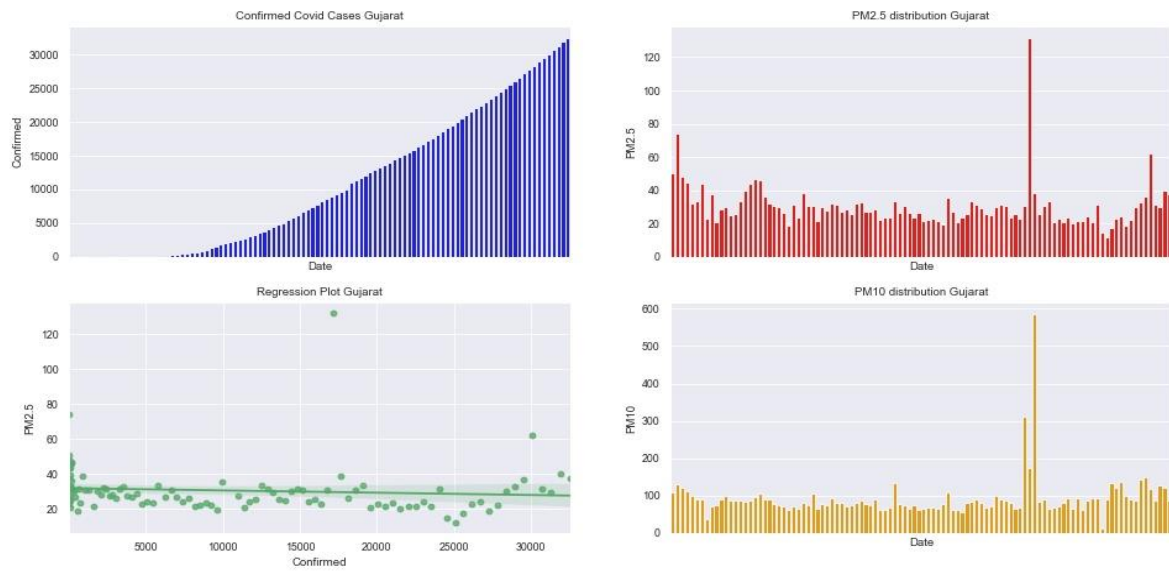 Confirmed Covid Cases Gujarat
30000
25000
20000
15000
10000
5000
0
Confirmed
Date
PM2.5 distribution Gujarat
120
100
80
60
40
20
0
PM2.5
Date
Regression Plot Gujarat
120
100
80
60
40
20
PM2.5
5000 10000 15000 20000 25000 30000
Confirmed
PM10 distribution Gujarat
600
500
400
300
200
100
0
PM10
Date